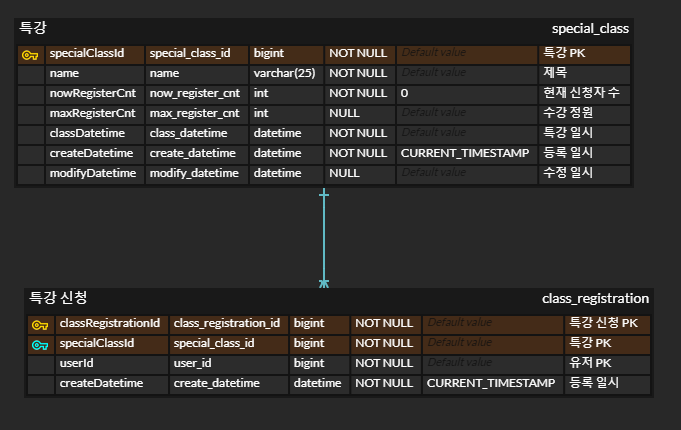 특강 special_class
specialClassId special_class_id bigint NOT NULL Default value 특강 PK
name name varchar(25) NOT NULL Default value 제목
nowRegisterCnt now_register_cnt int NOT NULL 0 현재 신청자 수
maxRegisterCnt max_register_cnt int NULL Default value 수강 정원
classDatetime class_datetime datetime NOT NULL Default value 특강 일시
createDatetime create_datetime datetime NOT NULL CURRENT_TIMESTAMP 등록 일시
modifyDatetime modify_datetime datetime NULL Default value 수정 일시
특강 신청 class_registration
classRegistrationId class_registration_id bigint NOT NULL Default value 특강 신청 PK
specialClassId special_class_id bigint NOT NULL Default value 특강 PK
userId user_id bigint NOT NULL Default value 유저 PK
createDatetime create_datetime datetime NOT NULL CURRENT_TIMESTAMP 등록 일시